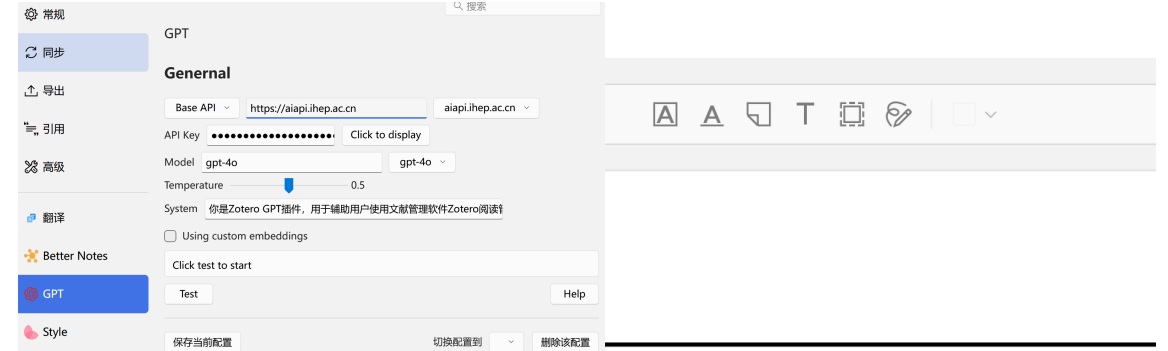 常规
同步
导出
引用
高级
翻译
Better Notes
GPT
Style
搜索
GPT
Genernal
Base API https://aiapi.ihep.ac.cn aiapi.ihep.ac.cn
API Key ●●●●●●●●●●●●●●●●●●●● Click to display
Model gpt-4o gpt-4o
Temperature 0.5
System 你是Zotero GPT插件，用于辅助用户使用文献管理软件Zotero阅读
Using custom embeddings
Click test to start
Test Help
保存当前配置 切换配置到 删除该配置
A A T